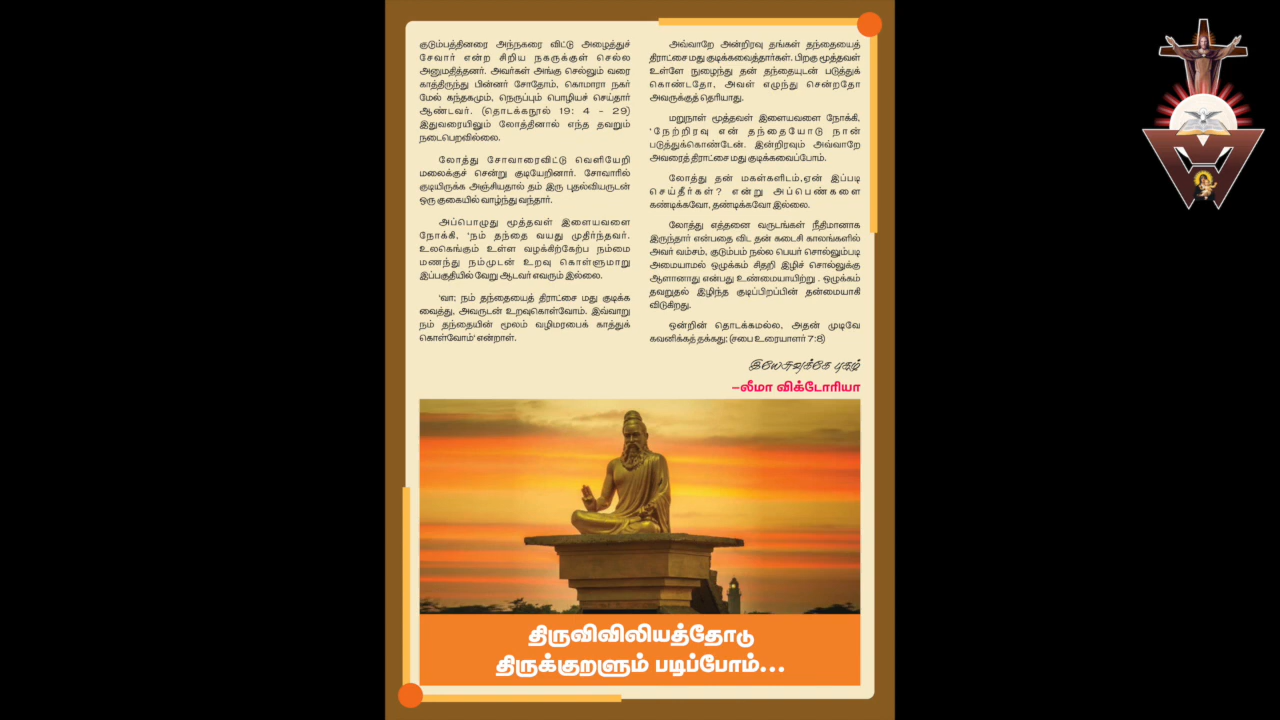 குடும்பத்தினரை அந்நகரை விட்டு அழைத்துச்
சேவார் என்ற சிறிய நகருக்குள் செல்ல
அனுமதித்தனர். அவர்கள் அங்கு செல்லும் வரை
காத்திருந்து பின்னர் சோதோம், கொமாரா நகர்
மேல் கந்தகமும், நெருப்பும் பொழியச் செய்தார்
ஆண்டவர். (தொடக்கநூல் 19: 4 - 29)
இதுவரையிலும் லோத்தினால் எந்த தவறும்
நடைபெறவில்லை.
லோத்து சோவாரைவிட்டு வெளியேறி
மலைக்குச் சென்று குடியேறினார். சோவாரில்
குடியிருக்க அஞ்சியதால் தம் இரு புதல்வியருடன்
ஒரு குகையில் வாழ்ந்து வந்தார்.
அப்பொழுது மூத்தவள் இளையவளை
நோக்கி, 'நம் தந்தை வயது முதிர்ந்தவர்.
உலகெங்கும் உள்ள வழக்கிற்கேற்ப நம்மை
மணந்து நம்முடன் உறவு கொள்ளுமாறு
இப்பகுதியில் வேறு ஆடவர் எவரும் இல்லை.
'வா; நம் தந்தையைத் திராட்சை மது குடிக்க
வைத்து, அவருடன் உறவுகொள்வோம். இவ்வாறு
நம் தந்தையின் மூலம் வழிமரபைக் காத்துக்
கொள்வோம்' என்றாள்.
அவ்வாறே அன்றிரவு தங்கள் தந்தையைத்
திராட்சை மது குடிக்கவைத்தார்கள். பிறகு மூத்தவள்
உள்ளே நுழைந்து தன் தந்தையுடன் படுத்துக்
கொண்டதோ, அவள் எழுந்து சென்றதோ
அவருக்குத் தெரியாது.
மறுநாள் மூத்தவள் இளையவளை நோக்கி,
'நேற்றிரவு என் தந்தையோடு நான்
படுத்துக்கொண்டேன். இன்றிரவும் அவ்வாறே
அவரைத் திராட்சை மது குடிக்கவைப்போம்.
லோத்து தன் மகள்களிடம்,ஏன் இப்படி
செய்தீர்கள்? என்று அப்பெண்களை
கண்டிக்கவோ, தண்டிக்கவோ இல்லை.
லோத்து எத்தனை வருடங்கள் நீதிமானாக
இருந்தார் என்பதை விட தன் கடைசி காலங்களில்
அவர் வம்சம், குடும்பம் நல்ல பெயர் சொல்லும்படி
அமையாமல் ஒழுக்கம் சிதறி இழிச் சொல்லுக்கு
ஆளானாது என்பது உண்மையாயிற்று . ஒழுக்கம்
தவறுதல் இழிந்த குடிப்பிறப்பின் தன்மையாகி
விடுகிறது.
ஒன்றின் தொடக்கமல்ல, அதன் முடிவே
கவனிக்கத் தக்கது; (சபை உரையாளர் 7:8)
இயேசுவுக்கே புகழ்
–லீமா விக்டோரியா
திருவிவிலியத்தோடு
திருக்குறளும் படிப்போம்...